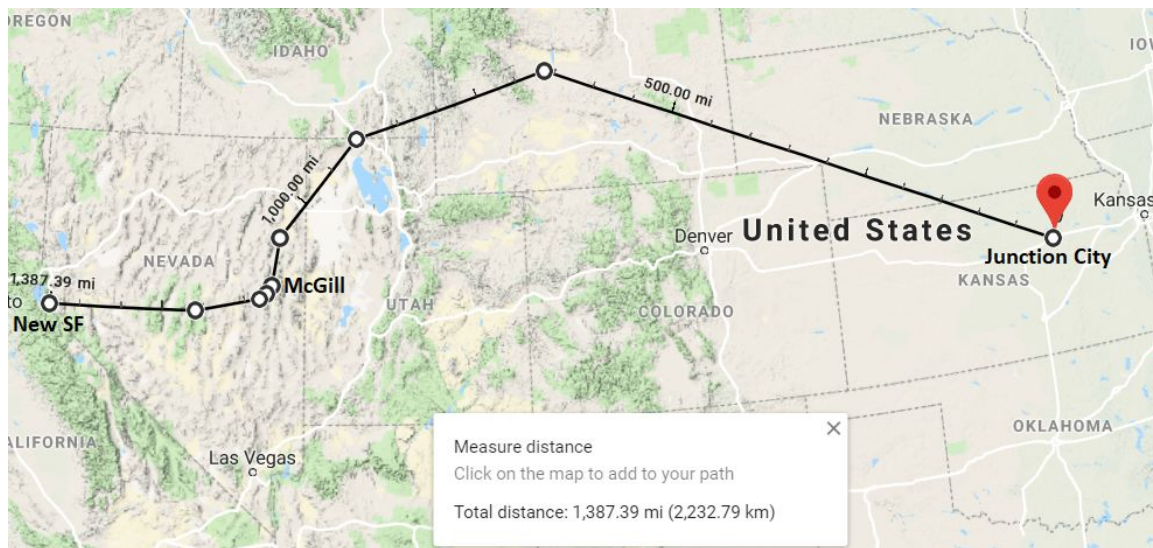 OREGON
IDAHO
IOW
500.00 mi
NEBRASKA
1,000.00 mi
Kansas
Denver
United States
Junction City
NEVADA
1,387.39 mi
McGill
to
New SF
UTAH
COLORADO
KANSAS
ALIFORNIA
Las Vegas
OKLAHOMA
Measure distance
Click on the map to add to your path
Total distance: 1,387.39 mi (2,232.79 km)